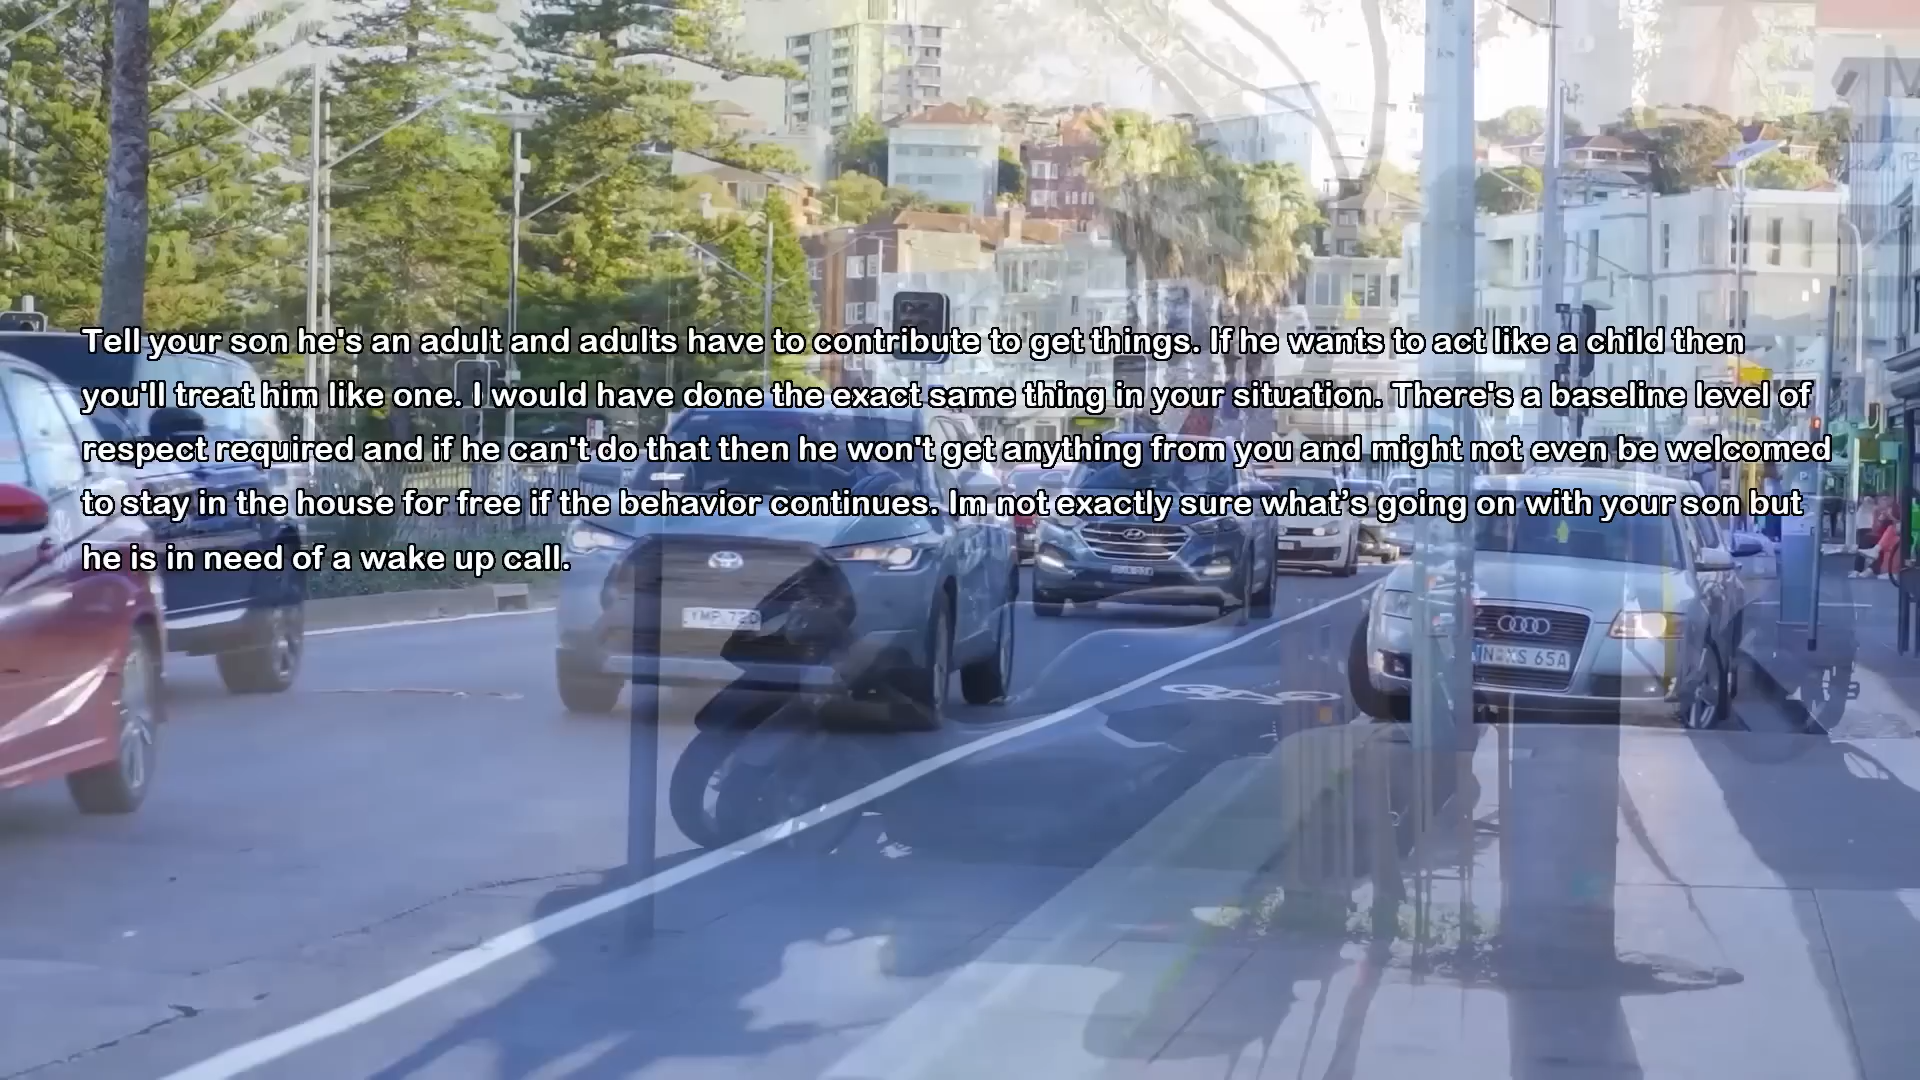 Tell your son he's an adult and adults have to contribute to get things. If he wants to act like a child then
you'll treat him like one. I would have done the exact same thing in your situation. There's a baseline level of
respect required and if he can't do that then he won't get anything from you and might not even be welcomed
to stay in the house for free if the behavior continues. Im not exactly sure what’s going on with your son but
he is in need of a wake up call.